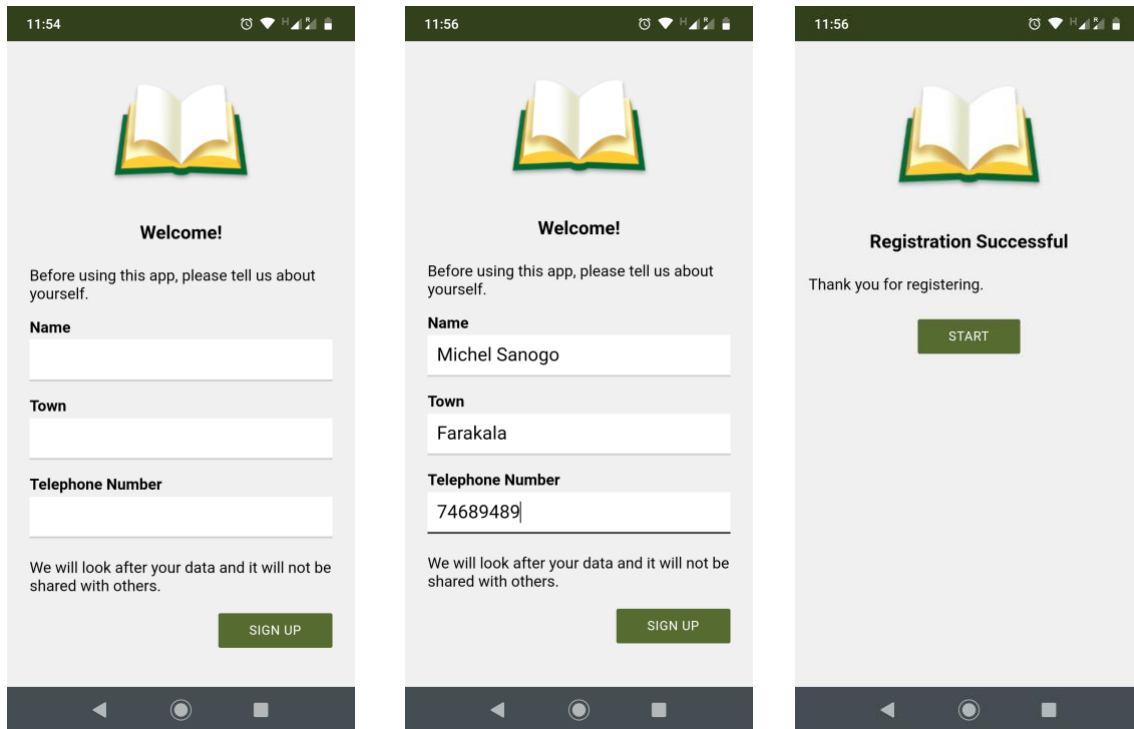 11:54
H R
Welcome!
Before using this app, please tell us about
yourself.
Name
Town
Telephone Number
We will look after your data and it will not be
shared with others.
SIGN UP
11:56
H R
Welcome!
Before using this app, please tell us about
yourself.
Name
Michel Sanogo
Town
Farakala
Telephone Number
74689489
We will look after your data and it will not be
shared with others.
SIGN UP
11:56
H R
Registration Successful
Thank you for registering.
START